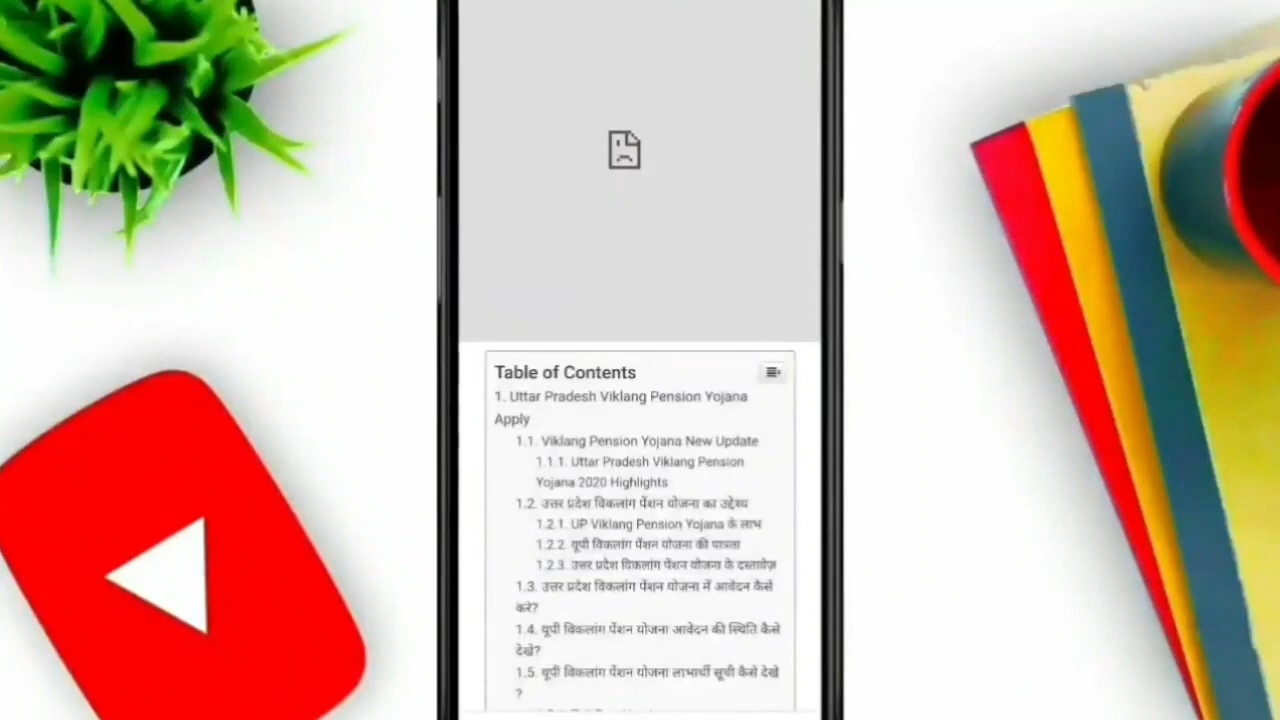 Table of Contents
1. Uttar Pradesh Viklang Pension Yojana
Apply
1.1. Viklang Pension Yojana New Update
1.1.1. Uttar Pradesh Viklang Pension
Yojana 2020 Highlights
1.2. उत्तर प्रदेश विकलांग पेंशन योजना का उद्देश्य
1.2.1. UP Viklang Pension Yojana के लाभ
1.2.2. यूपी विकलांग पेंशन योजना की पात्रता
1.2.3. उत्तर प्रदेश विकलांग पेंशन योजना के दस्तावेज़
1.3. उत्तर प्रदेश विकलांग पेंशन योजना में आवेदन कैसे
करे?
1.4. यूपी विकलांग पेंशन योजना आवेदन की स्थिति कैसे
देखे?
1.5. यूपी विकलांग पेंशन योजना लाभार्थी सूची कैसे देखे
?